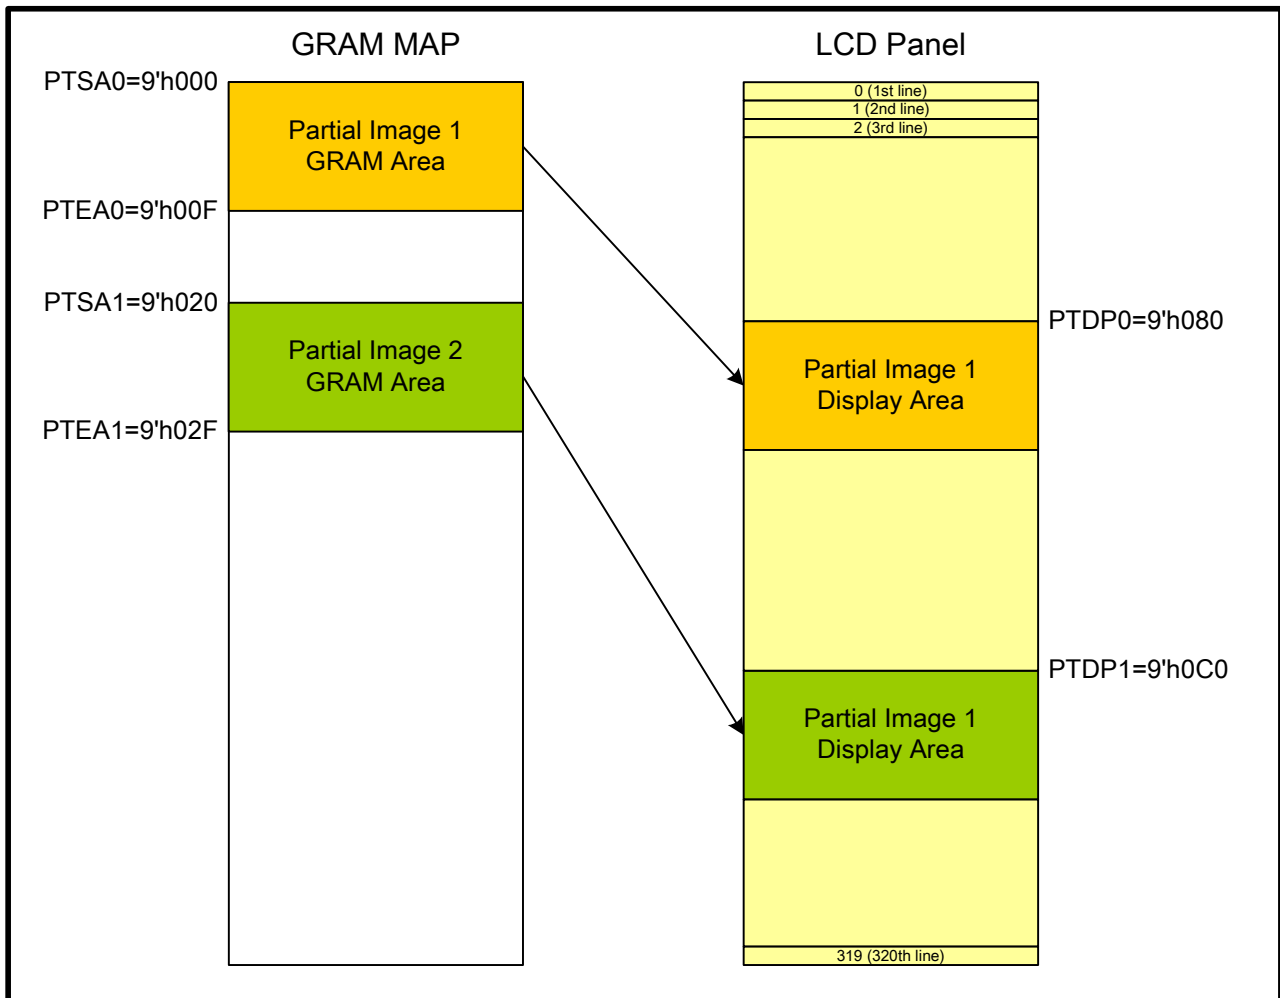 GRAM MAP
PTSA0=9'h000
Partial Image 1
GRAM Area
PTEA0=9'h00F
PTSA1=9'h020
Partial Image 2
GRAM Area
PTEA1=9'h02F
LCD Panel
0 (1st line)
1 (2nd line)
2 (3rd line)
PTDP0=9'h080
Partial Image 1
Display Area
PTDP1=9'h0C0
Partial Image 1
Display Area
319 (320th line)